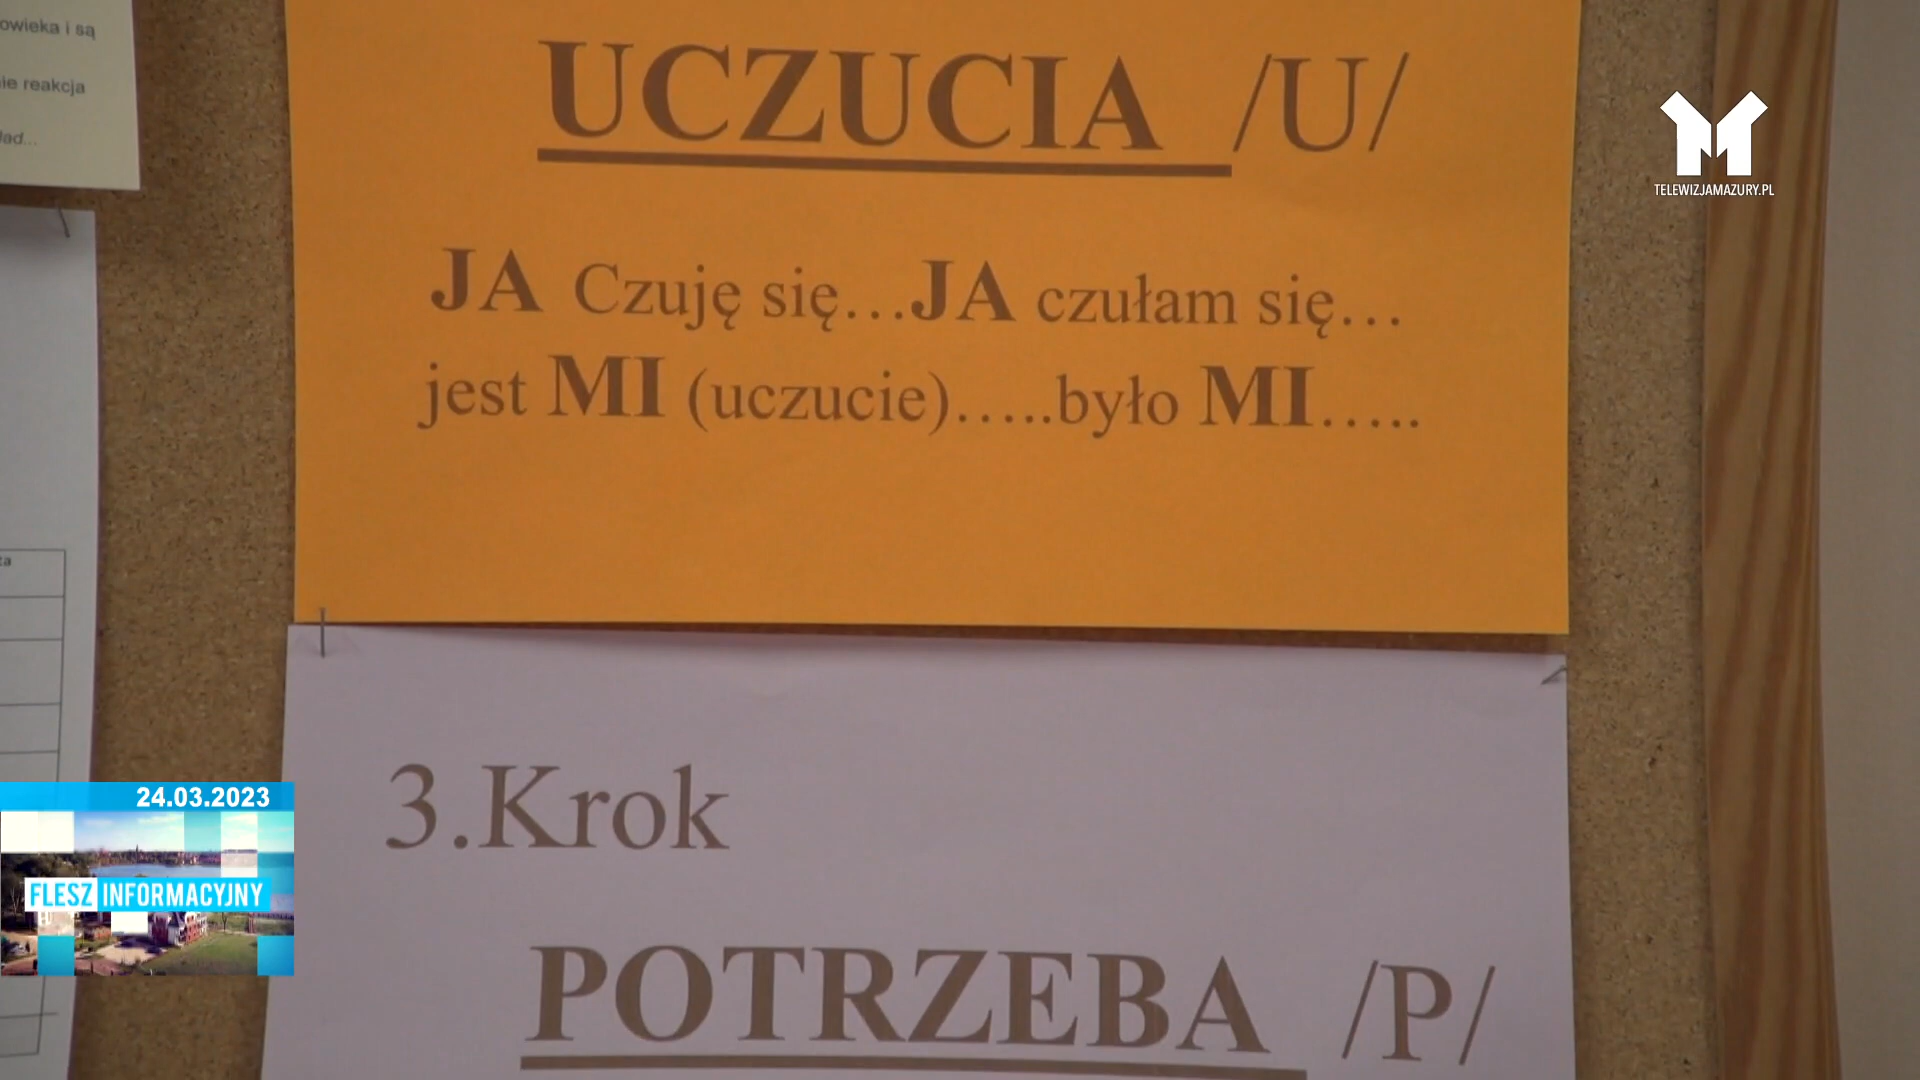 owieka i są
ie reakcja
ład...
UCZUCIA /U/
JA Czuję się…JA czułam się…
jest MI (uczucie)…..było MI…..
3.Krok
POTRZEBA /P/
TELEWIZJAMAZURY.PL
24.03.2023
FLESZ INFORMACYJNY